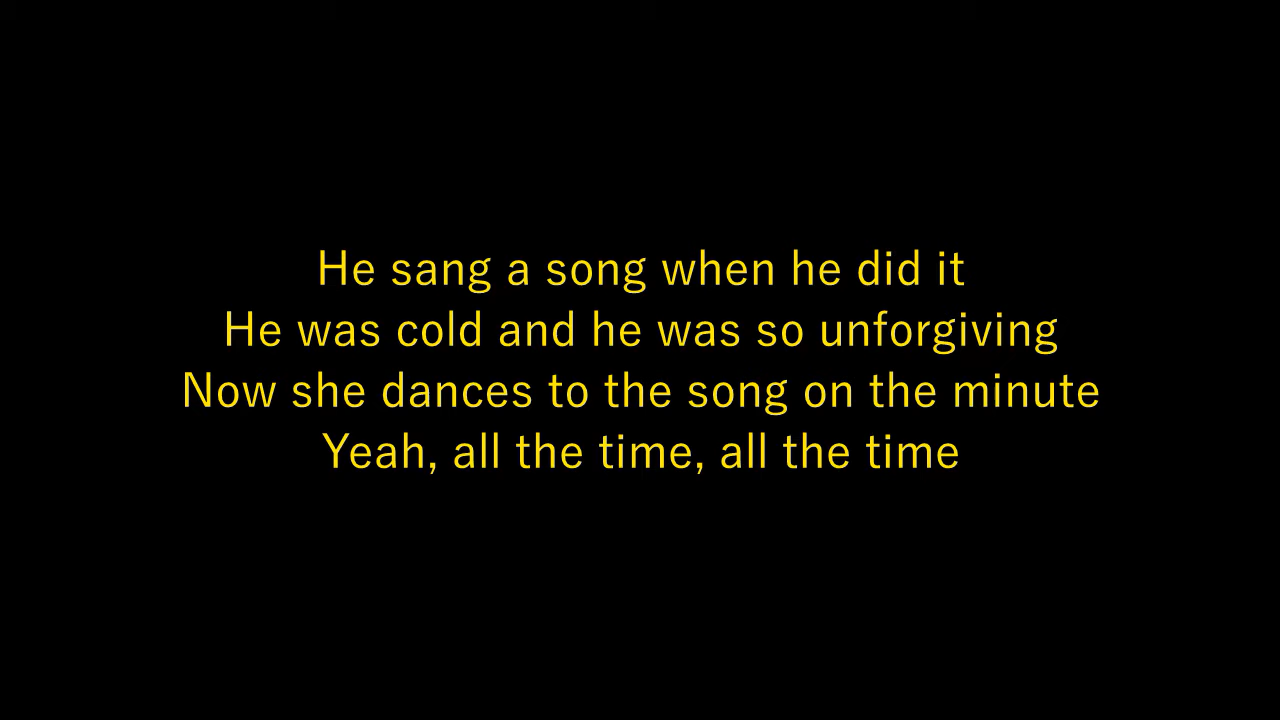 He sang a song when he did it
He was cold and he was so unforgiving
Now she dances to the song on the minute
Yeah, all the time, all the time